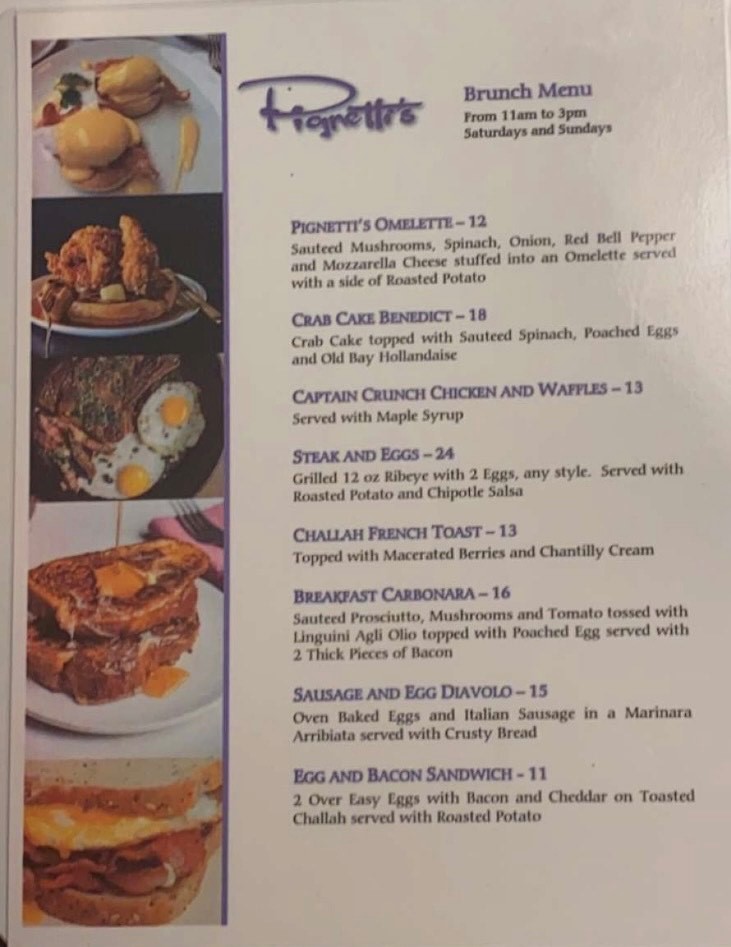 Pignetti's
Brunch Menu
From 11am to 3pm
Saturdays and Sundays
PIGNETTI'S OMELETTE – 12
Sauteed Mushrooms, Spinach, Onion, Red Bell Pepper
and Mozzarella Cheese stuffed into an Omelette served
with a side of Roasted Potato
CRAB CAKE BENEDICT – 18
Crab Cake topped with Sauteed Spinach, Poached Eggs
and Old Bay Hollandaise
CAPTAIN CRUNCH CHICKEN AND WAFFLES – 13
Served with Maple Syrup
STEAK AND EGGS – 24
Grilled 12 oz Ribeye with 2 Eggs, any style. Served with
Roasted Potato and Chipotle Salsa
CHALLAH FRENCH TOAST – 13
Topped with Macerated Berries and Chantilly Cream
BREAKFAST CARBONARA – 16
Sauteed Prosciutto, Mushrooms and Tomato tossed with
Linguini Agli Olio topped with Poached Egg served with
2 Thick Pieces of Bacon
SAUSAGE AND EGG DIAVOLO – 15
Oven Baked Eggs and Italian Sausage in a Marinara
Arribiata served with Crusty Bread
EGG AND BACON SANDWICH - 11
2 Over Easy Eggs with Bacon and Cheddar on Toasted
Challah served with Roasted Potato